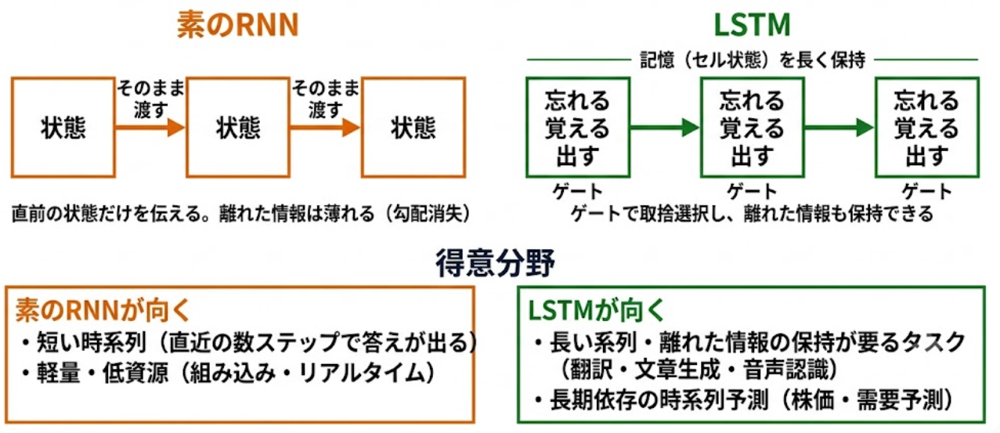 素のRNN
そのまま
渡す
そのまま
渡す
状態
状態
状態
直前の状態だけを伝える。離れた情報は薄れる（勾配消失）
LSTM
記憶（セル状態）を長く保持
忘れる
覚える
出す
忘れる
覚える
出す
忘れる
覚える
出す
ゲート
ゲート
ゲート
ゲートで取捨選択し、離れた情報も保持できる
得意分野
素のRNNが向く
・短い時系列（直近の数ステップで答えが出る）
・軽量・低資源（組み込み・リアルタイム）
LSTMが向く
・長い系列・離れた情報の保持が要るタスク
（翻訳・文章生成・音声認識）
・長期依存の時系列予測（株価・需要予測）